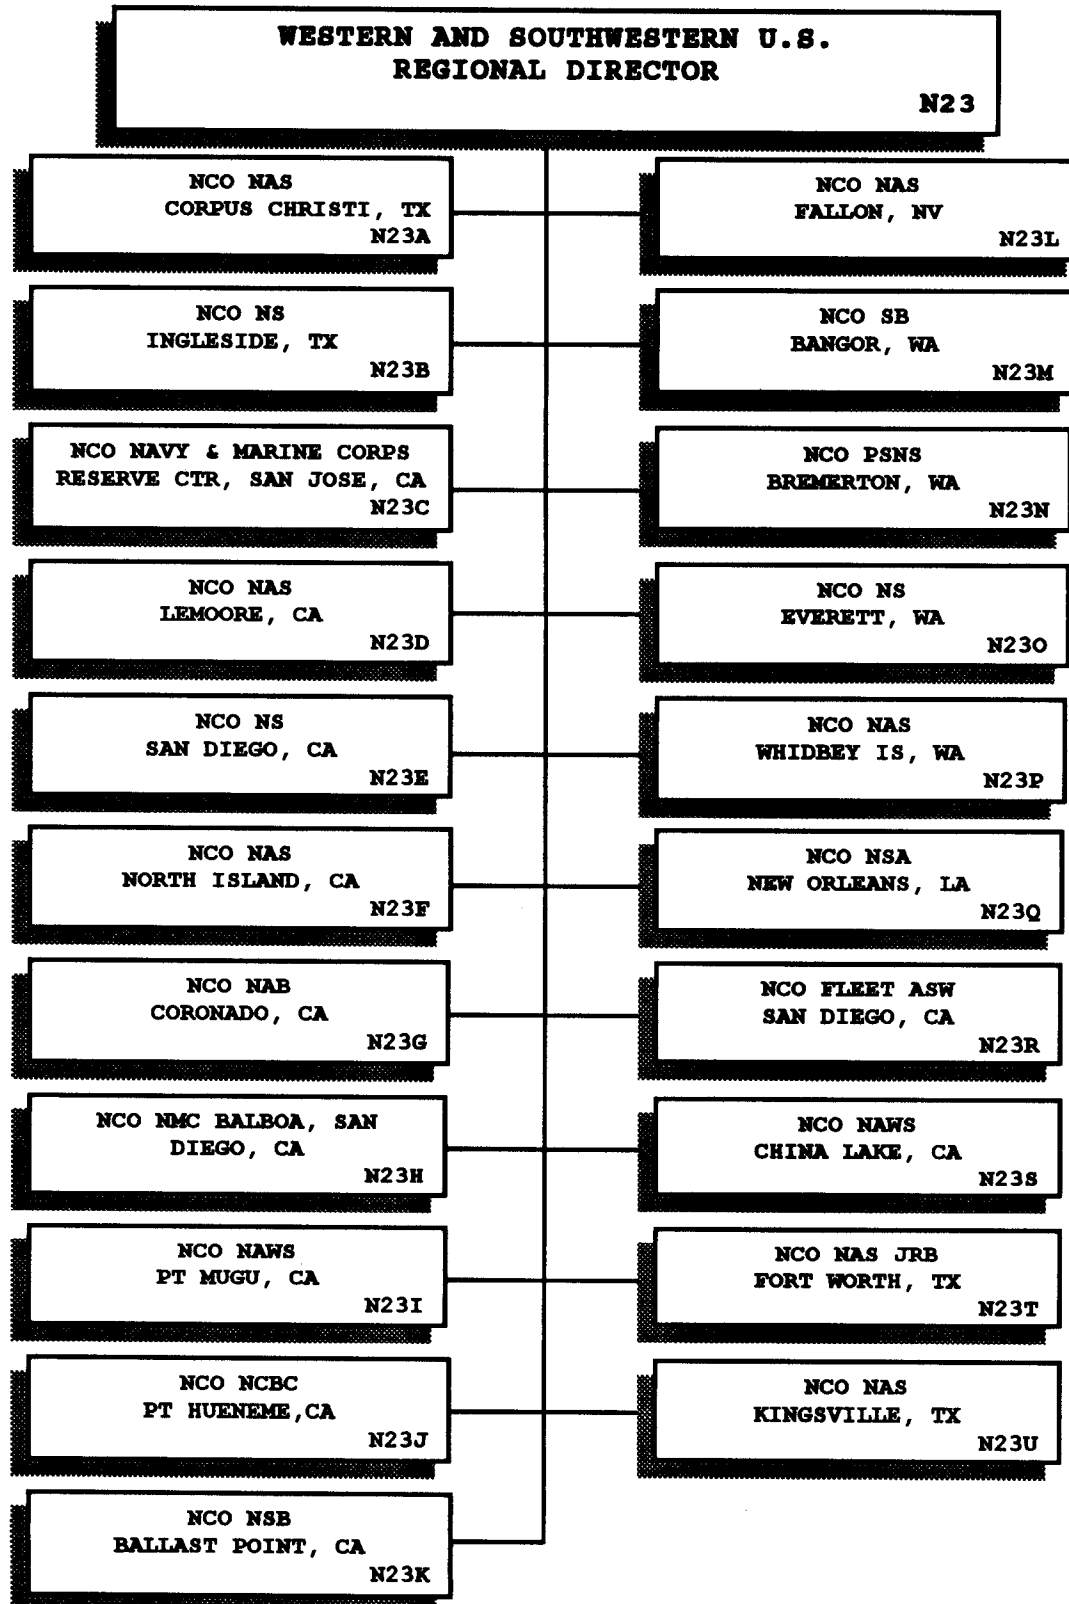 WESTERN AND SOUTHWESTERN U.S.
REGIONAL DIRECTOR
N23
NCO NAS
CORPUS CHRISTI, TX
N23A
NCO NS
INGLESIDE, TX
N23B
NCO NAVY & MARINE CORPS
RESERVE CTR, SAN JOSE, CA
N23C
NCO NAS
LEMOORE, CA
N23D
NCO NS
SAN DIEGO, CA
N23E
NCO NAS
NORTH ISLAND, CA
N23F
NCO NAB
CORONADO, CA
N23G
NCO NMC BALBOA, SAN
DIEGO, CA
N23H
NCO NAWS
PT MUGU, CA
N23I
NCO NCBC
PT HUENEME,CA
N23J
NCO NSB
BALLAST POINT, CA
N23K
NCO NAS
FALLON, NV
N23L
NCO SB
BANGOR, WA
N23M
NCO PSNS
BREMERTON, WA
N23N
NCO NS
EVERETT, WA
N23O
NCO NAS
WHIDBEY IS, WA
N23P
NCO NSA
NEW ORLEANS, LA
N23Q
NCO FLEET ASW
SAN DIEGO, CA
N23R
NCO NAWS
CHINA LAKE, CA
N23S
NCO NAS JRB
FORT WORTH, TX
N23T
NCO NAS
KINGSVILLE, TX
N23U